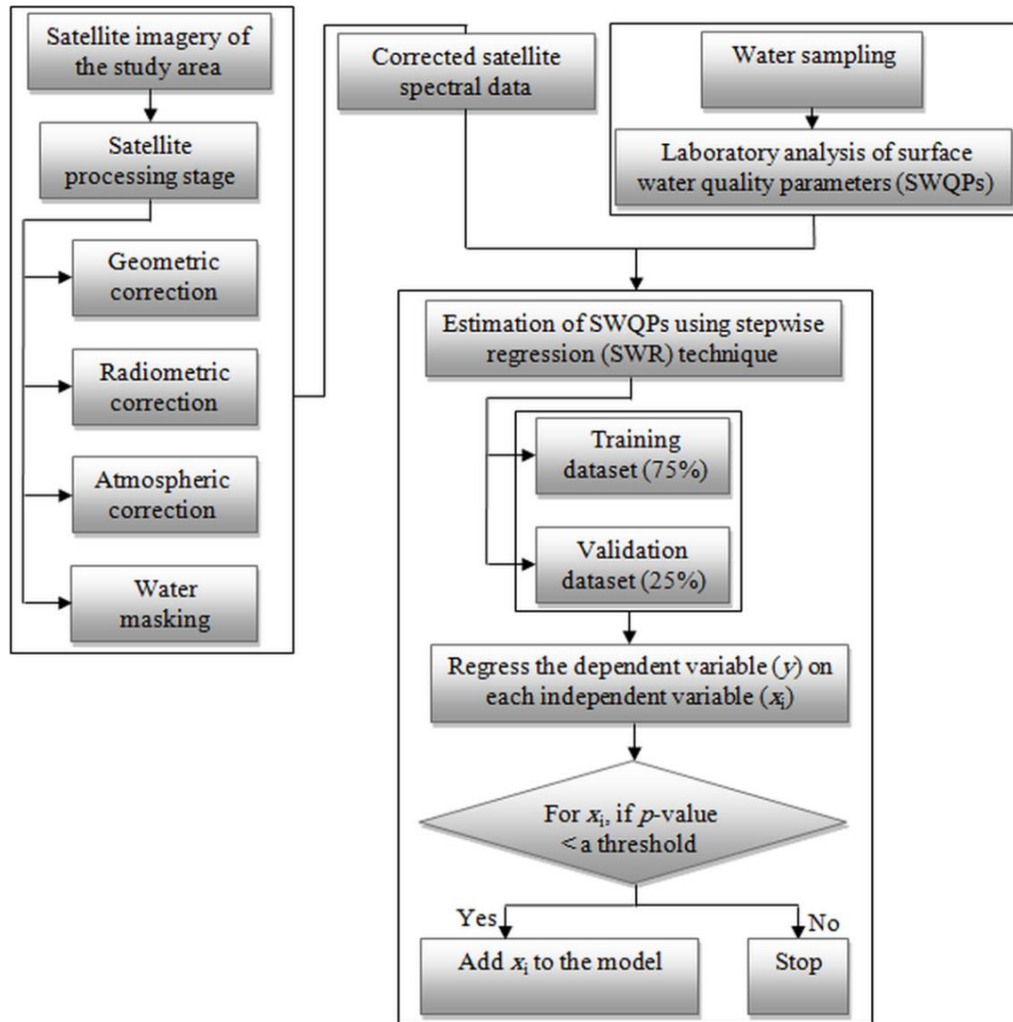 Satellite imagery of
the study area
Satellite
processing stage
Geometric
correction
Radiometric
correction
Atmospheric
correction
Water
masking
Corrected satellite
spectral data
Water sampling
Laboratory analysis of surface
water quality parameters (SWQPs)
Estimation of SWQPs using stepwise
regression (SWR) technique
Training
dataset (75%)
Validation
dataset (25%)
Regress the dependent variable (y) on
each independent variable (xi)
For xi, if p-value
< a threshold
Yes
No
Add xi to the model
Stop